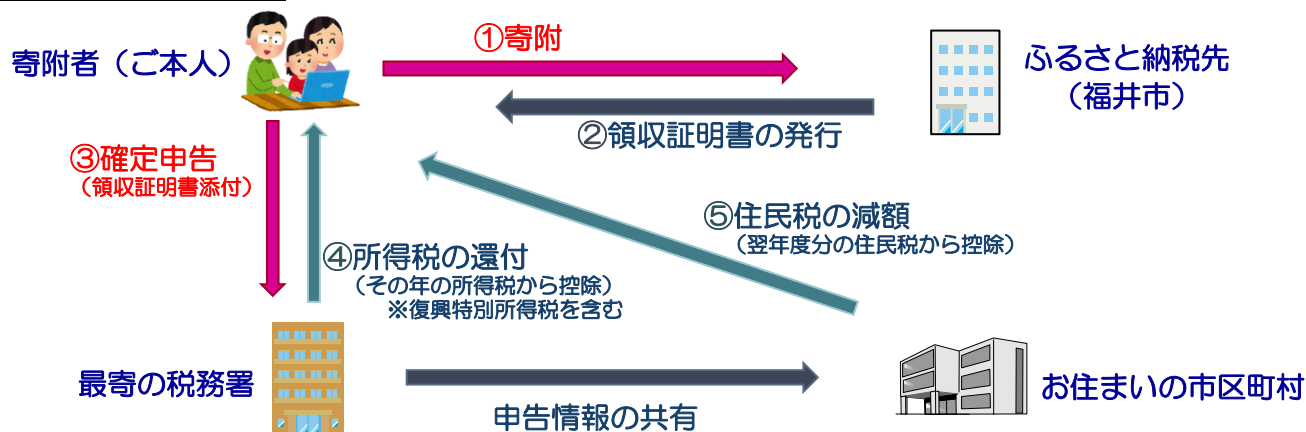 寄附者（ご本人）
①寄附
ふるさと納税先
（福井市）
②領収証明書の発行
③確定申告
（領収証明書添付）
⑤住民税の減額
（翌年度分の住民税から控除）
④所得税の還付
（その年の所得税から控除）
※復興特別所得税を含む
最寄の税務署
お住まいの市区町村
申告情報の共有